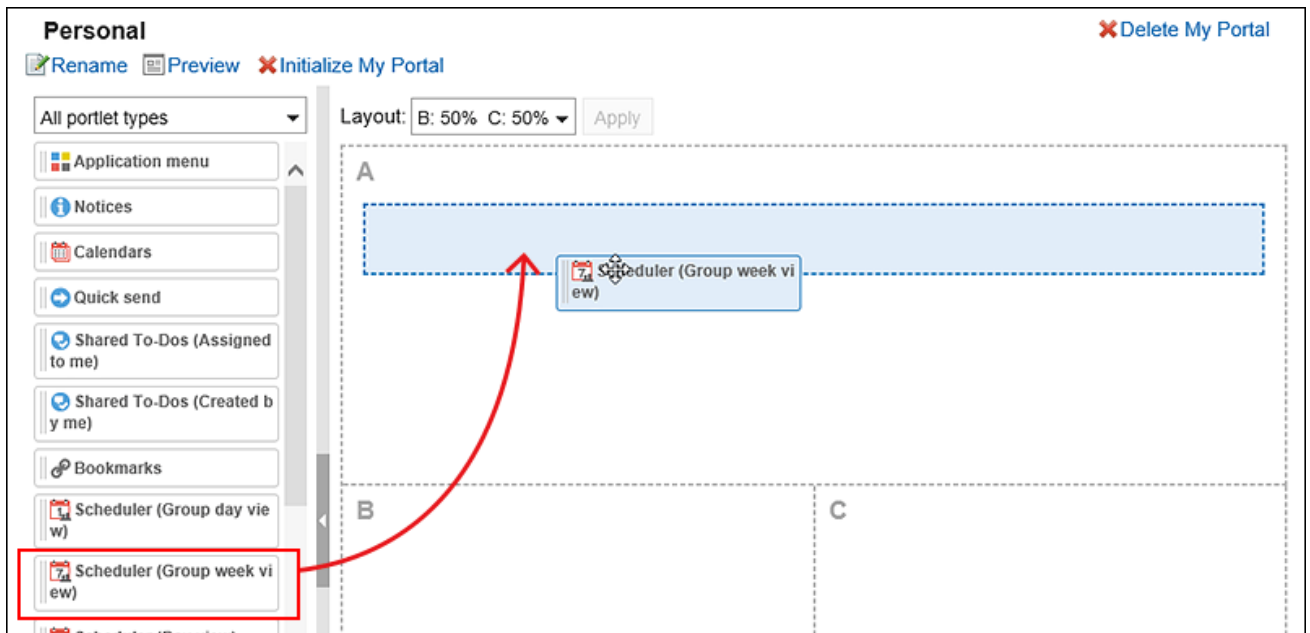 Personal
Delete My Portal
Rename Preview Initialize My Portal
All portlet types
Layout: B: 50% C: 50% Apply
Application menu
Notices
Calendars
Quick send
Shared To-Dos (Assigned
to me)
Shared To-Dos (Created b
y me)
Bookmarks
Scheduler (Group day vie
w)
Scheduler (Group week vi
ew)
A
Scheduler (Group week vi
ew)
B
C